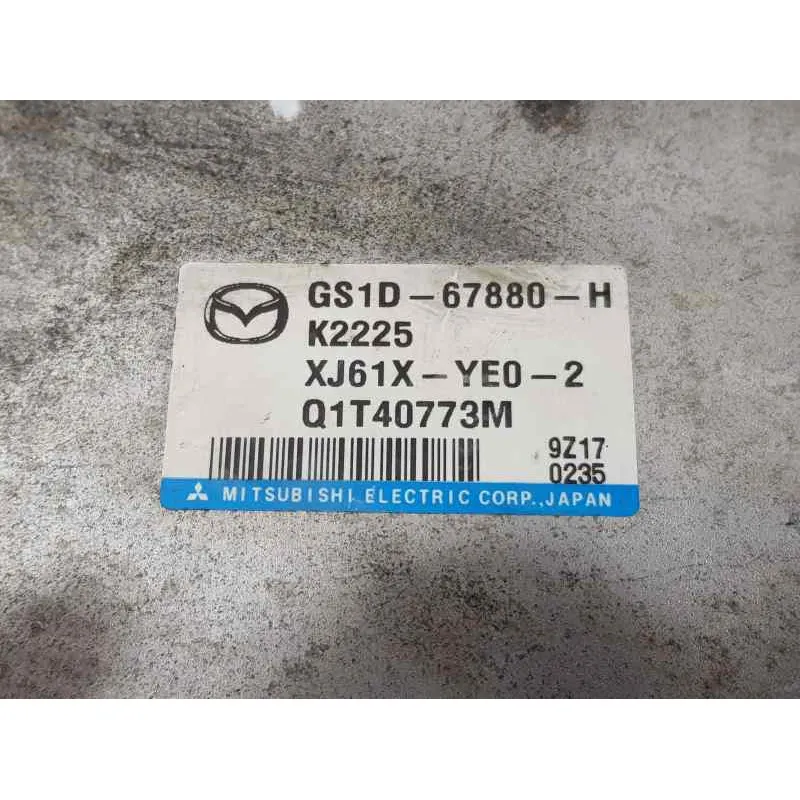 GS1D-67880-H
K2225
XJ61X-YE0-2
Q1T40773M
9Z17
0235
MITSUBISHI ELECTRIC CORP., JAPAN